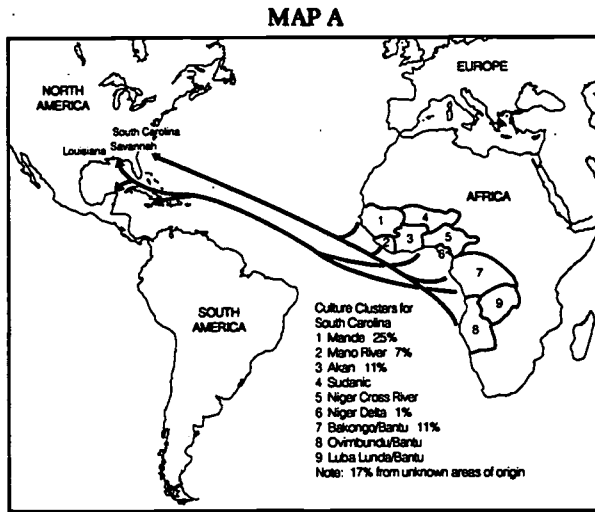 MAP A
NORTH
AMERICA
EUROPE
South Carolina
Louisiana Savannah
AFRICA
1
4
2
3
5
6
7
9
8
SOUTH
AMERICA
Culture Clusters for
South Carolina
1 Mande 25%
2 Mano River 7%
3 Akan 11%
4 Sudanic
5 Niger Cross River
6 Niger Delta 1%
7 Bakongo/Bantu 11%
8 Ovimbundu/Bantu
9 Luba Lunda/Bantu
Note: 17% from unknown areas of origin